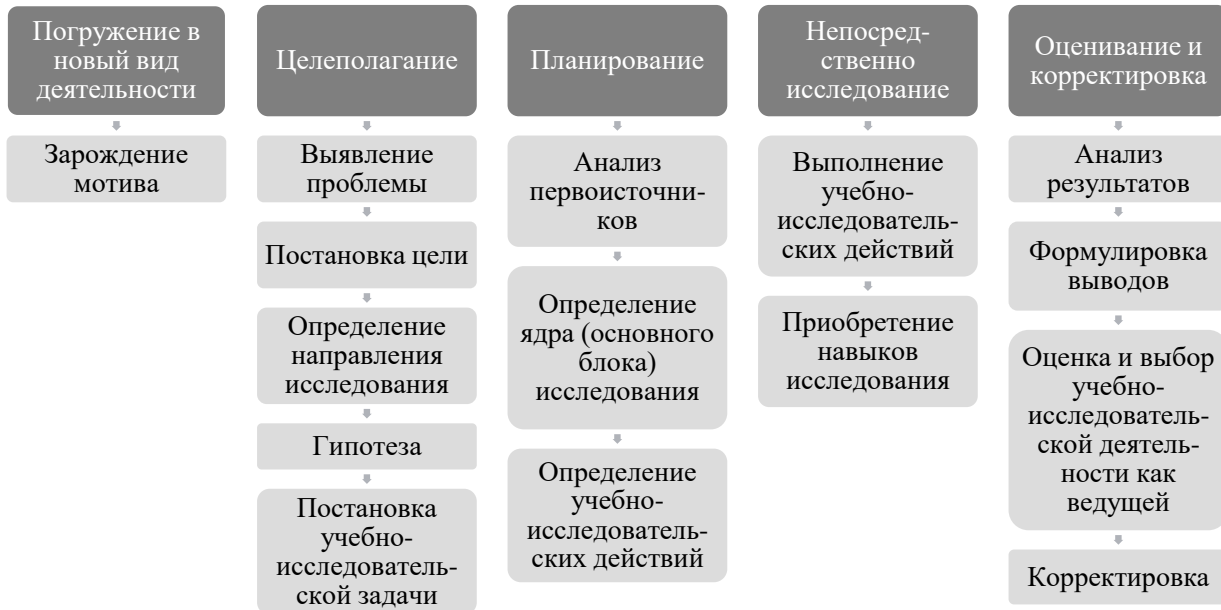 Погружение в
новый вид
деятельности
Зарождение
мотива
Целеполагание
Выявление
проблемы
Постановка цели
Определение
направления
исследования
Гипотеза
Постановка
учебно-
исследователь-
ской задачи
Планирование
Анализ
первоисточни-
ков
Определение
ядра (основного
блока)
исследования
Определение
учебно-
исследователь-
ских действий
Непосред-
ственно
исследование
Выполнение
учебно-
исследователь-
ских действий
Приобретение
навыков
исследования
Оценивание и
корректировка
Анализ
результатов
Формулировка
выводов
Оценка и выбор
учебно-
исследователь-
ской деятель-
ности как
ведущей
Корректировка